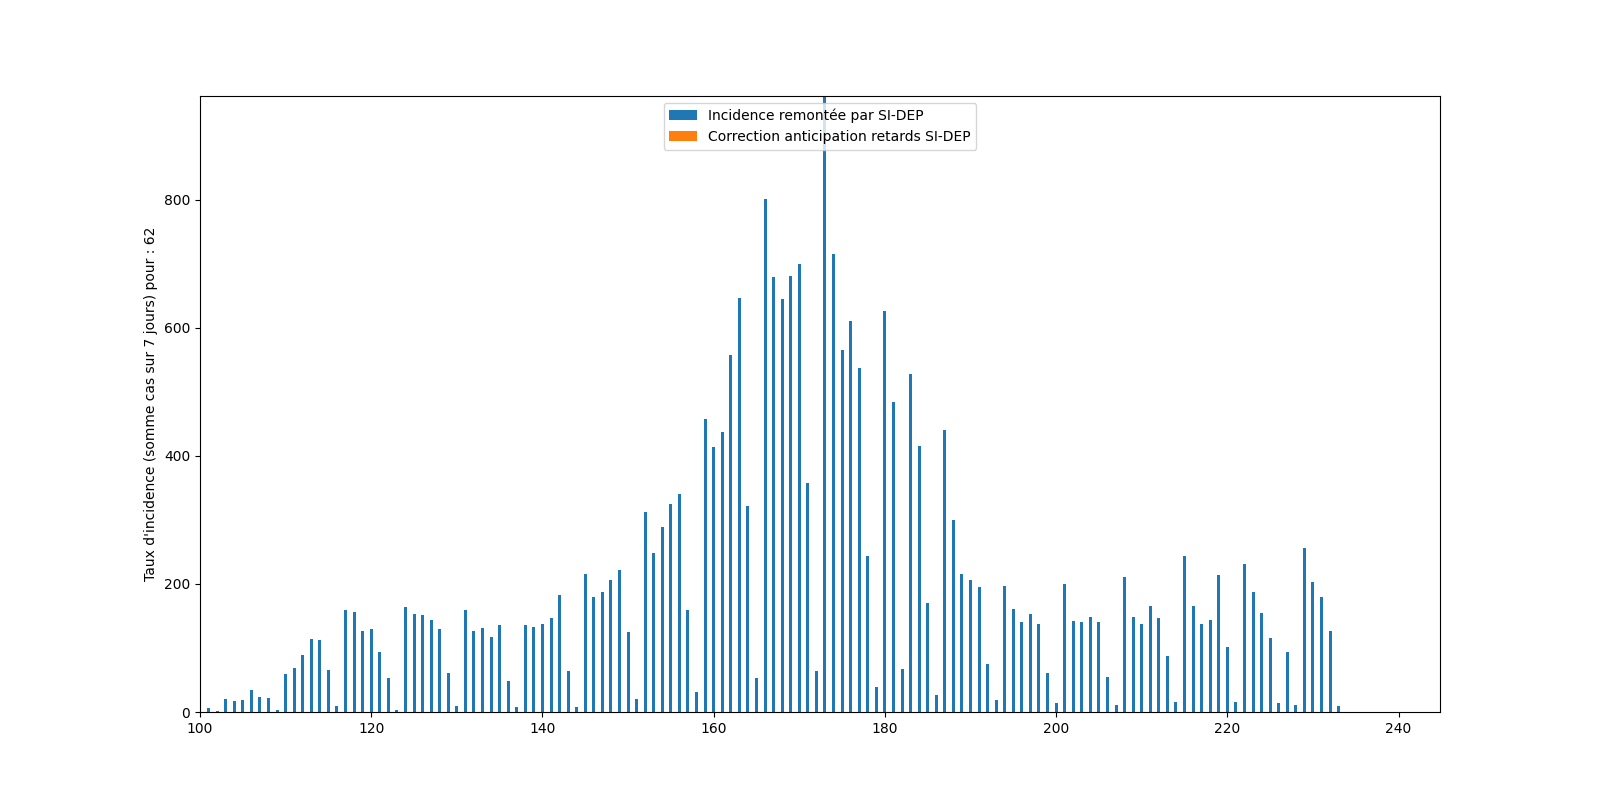 Incidence remontée par SI-DEP
Correction anticipation retards SI-DEP
Taux d'incidence (somme cas sur 7 jours) pour : 62
800
600
400
200
0
100 120 140 160 180 200 220 240